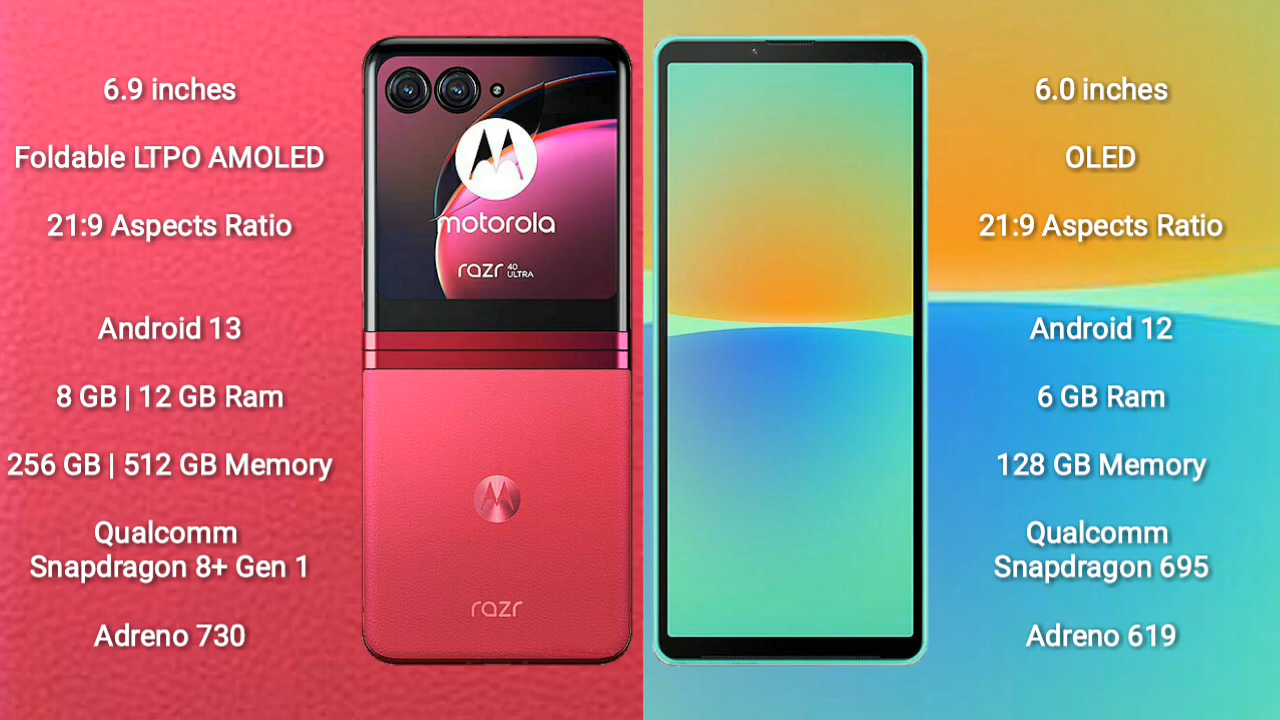 6.9 inches
Foldable LTPO AMOLED
21:9 Aspects Ratio
Android 13
8 GB | 12 GB Ram
256 GB | 512 GB Memory
Qualcomm
Snapdragon 8+ Gen 1
Adreno 730
motorola
razr 40 ULTRA
razr
6.0 inches
OLED
21:9 Aspects Ratio
Android 12
6 GB Ram
128 GB Memory
Qualcomm
Snapdragon 695
Adreno 619